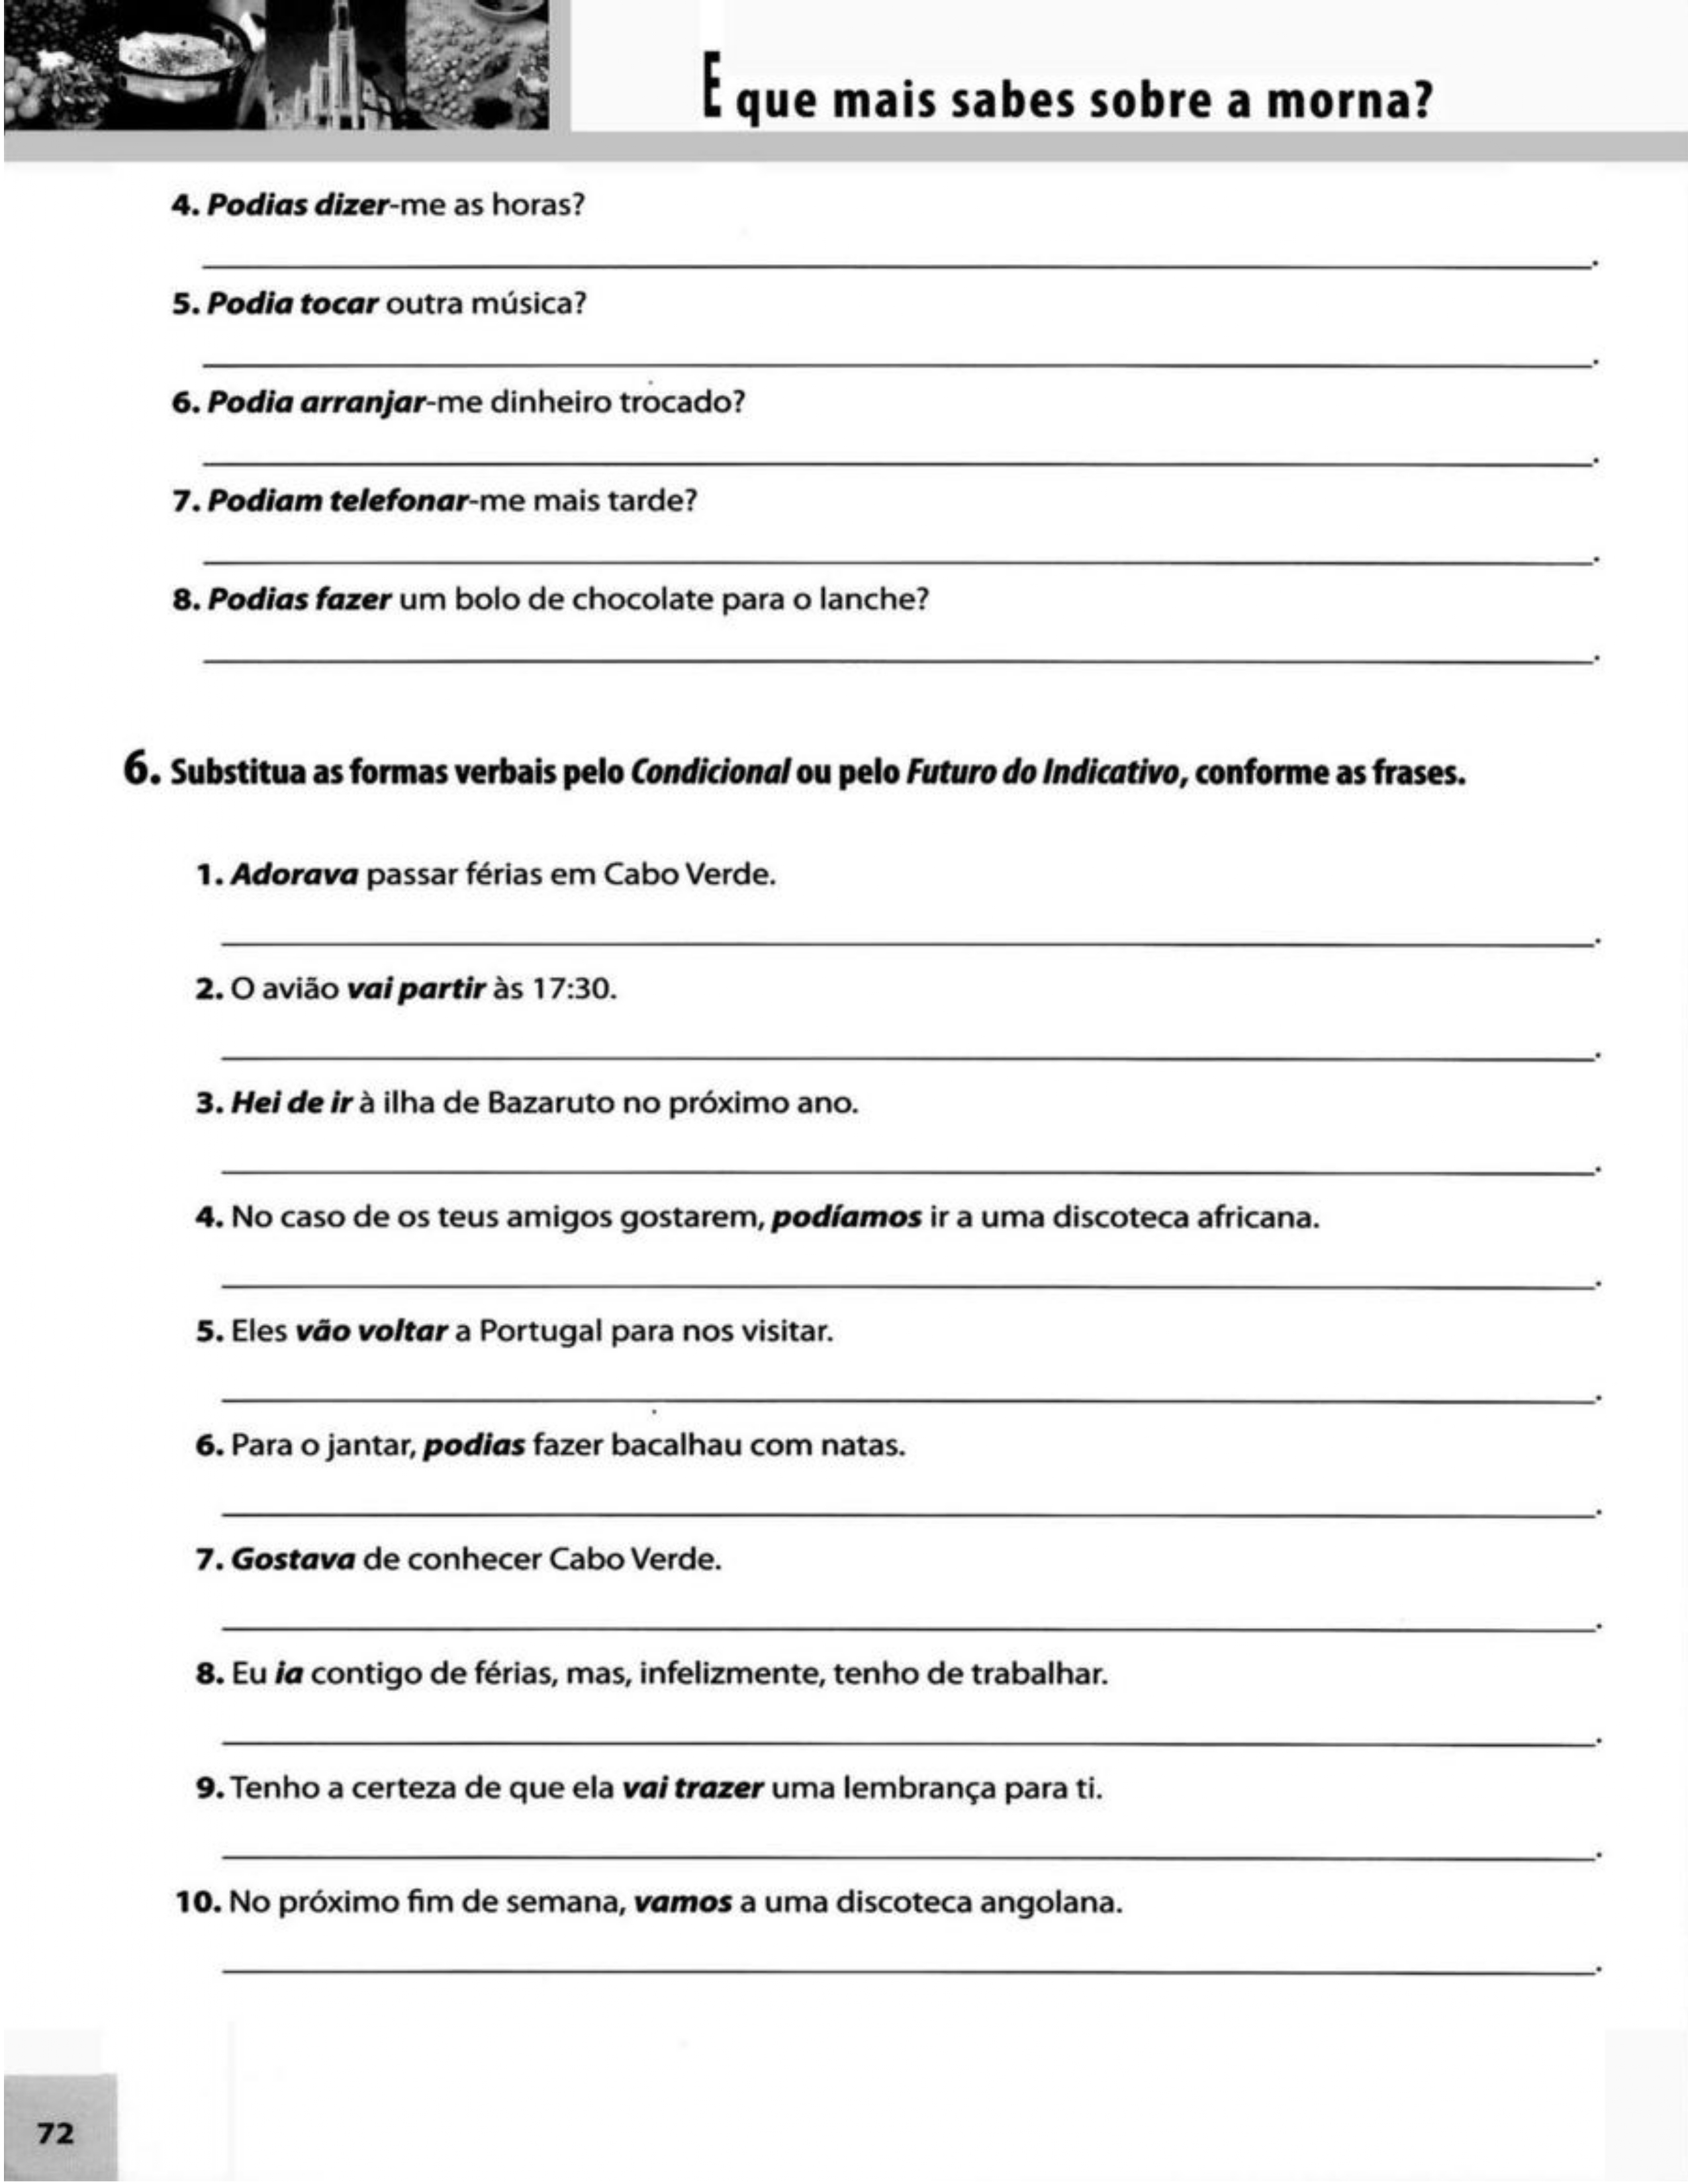 E que mais sabes sobre a morna?
4. Podias dizer-me as horas?
.
5. Podia tocar outra música?
.
6. Podia arranjar-me dinheiro trocado?
.
7. Podiam telefonar-me mais tarde?
.
8. Podias fazer um bolo de chocolate para o lanche?
.
6. Substitua as formas verbais pelo Condicional ou pelo Futuro do Indicativo, conforme as frases.
1. Adorava passar férias em Cabo Verde.
.
2. O avião vai partir às 17:30.
.
3. Hei de ir à ilha de Bazaruto no próximo ano.
.
4. No caso de os teus amigos gostarem, podíamos ir a uma discoteca africana.
.
5. Eles vão voltar a Portugal para nos visitar.
.
6. Para o jantar, podias fazer bacalhau com natas.
.
7. Gostava de conhecer Cabo Verde.
.
8. Eu ia contigo de férias, mas, infelizmente, tenho de trabalhar.
.
9. Tenho a certeza de que ela vai trazer uma lembrança para ti.
.
10. No próximo fim de semana, vamos a uma discoteca angolana.
.
72